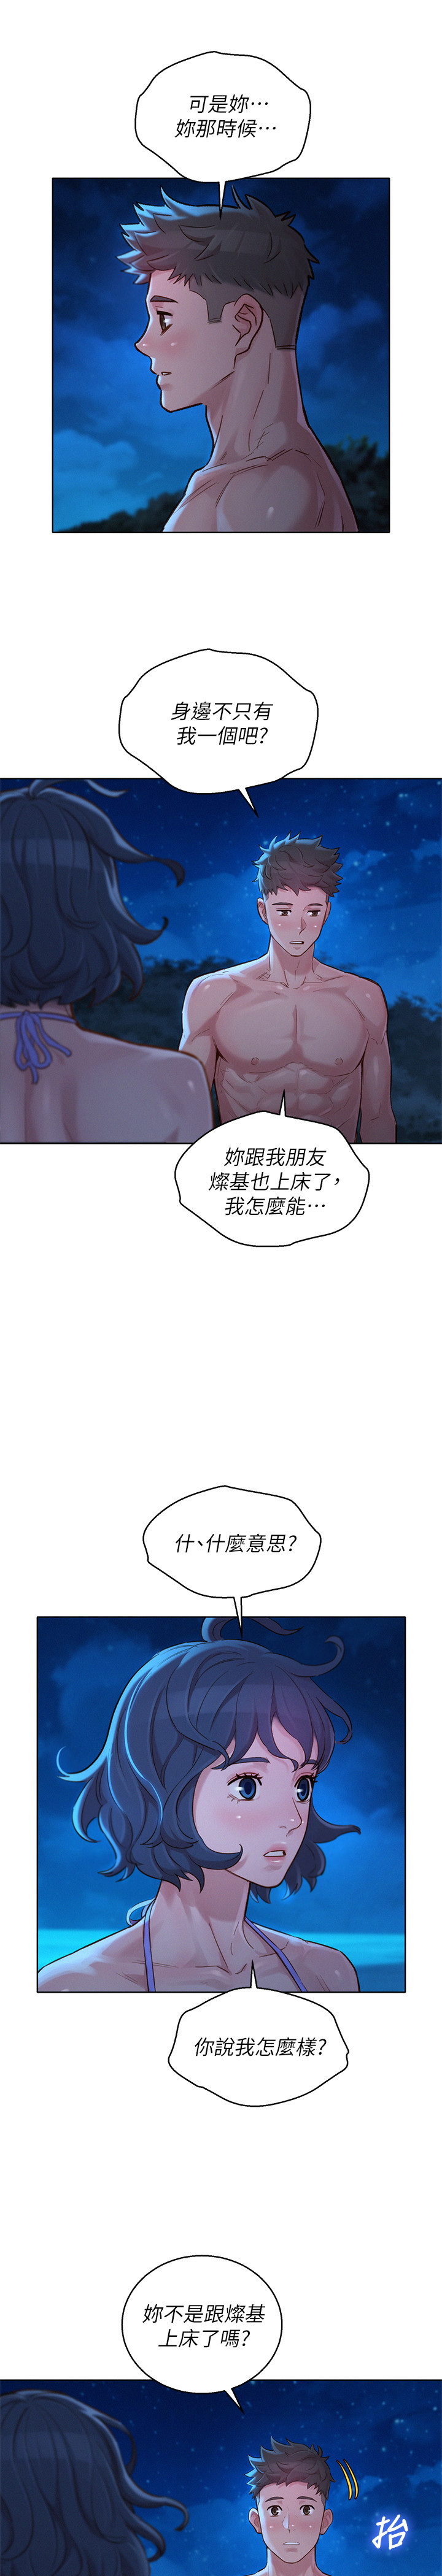 可是妳…
妳那時候…
身邊不只有
我一個吧?
妳跟我朋友
燦基也上床了,
我怎麼能…
什、什麼意思?
你說我怎麼樣?
妳不是跟燦基
上床了嗎?
抬